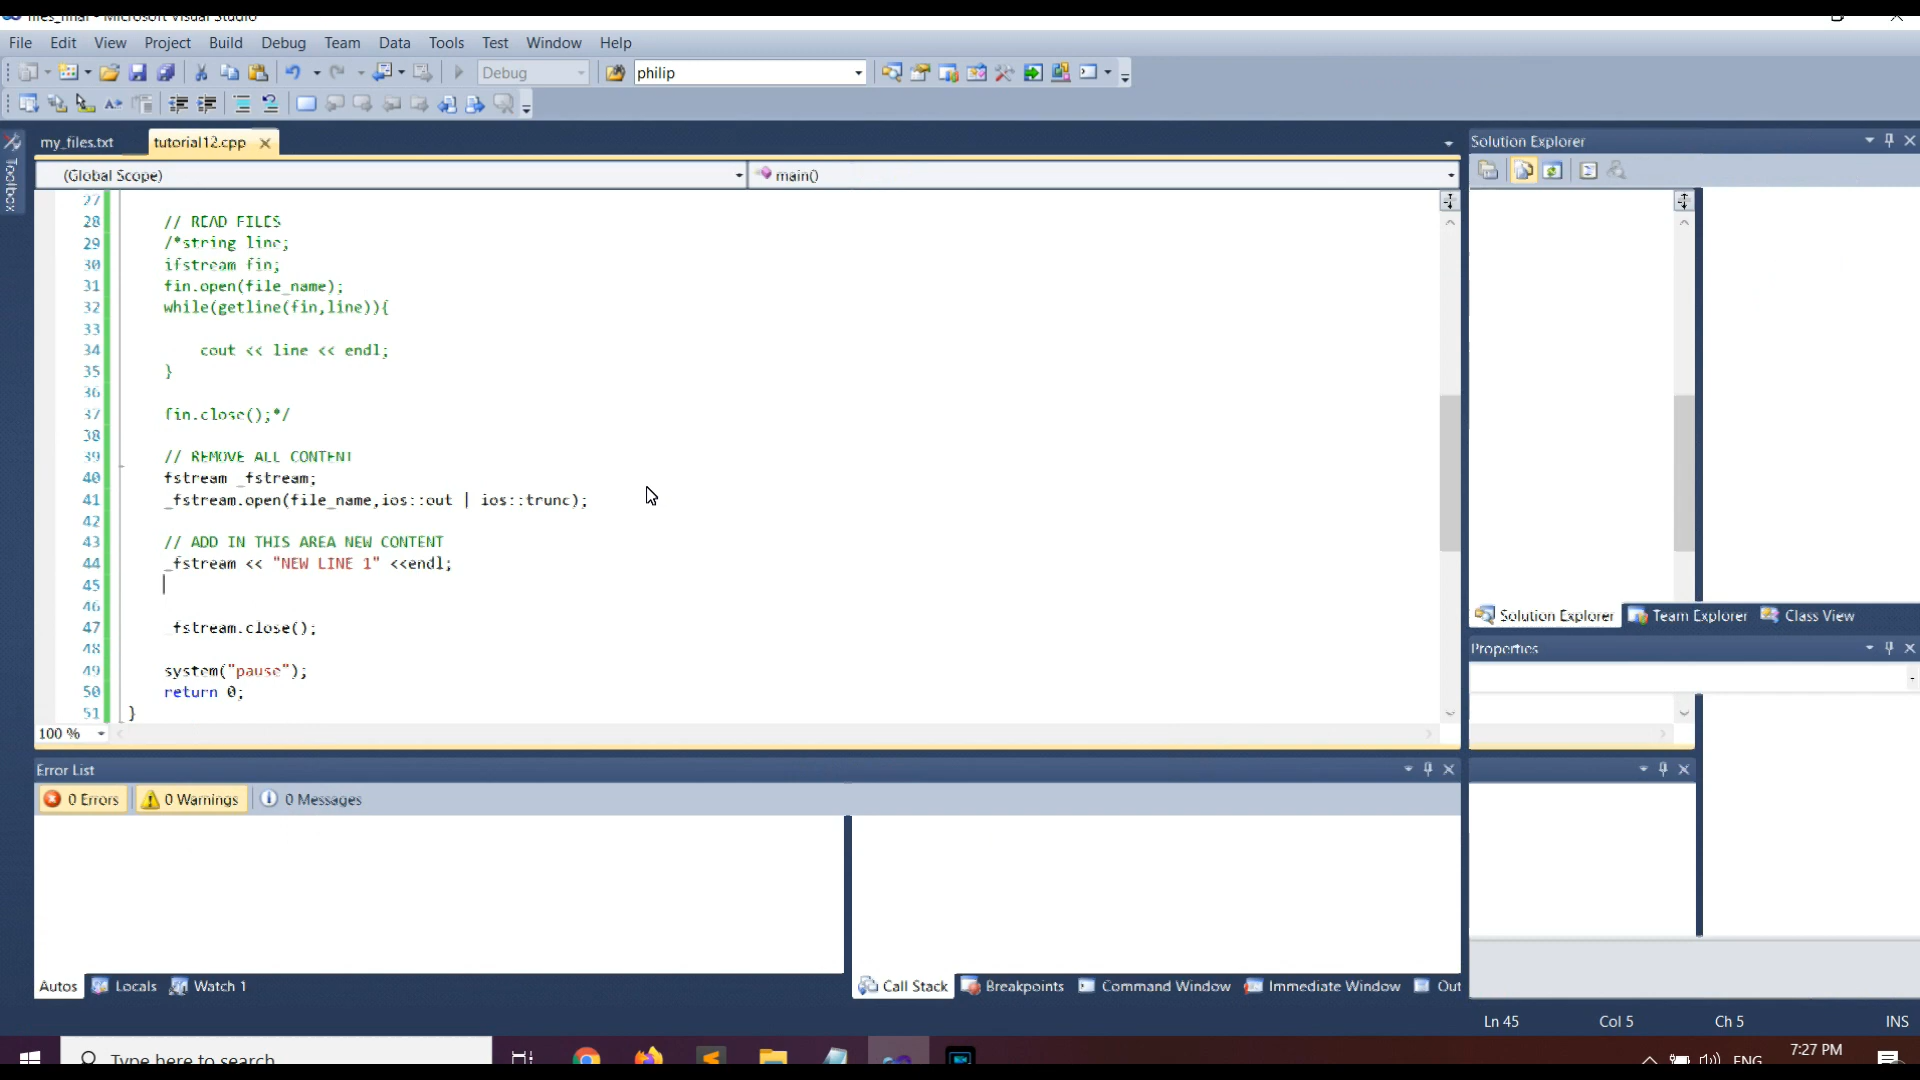 files_final - Microsoft Visual Studio
File Edit View Project Build Debug Team Data Tools Test Window Help
Debug philip
my_files.txt tutorial12.cpp
Solution Explorer
Toolbox
(Global Scope) main()
27
28 // READ FILES
29 /*string line;
30 ifstream fin;
31 fin.open(file_name);
32 while(getline(fin,line)){
33
34 cout << line << endl;
35 }
36
37 fin.close();*/
38
39 // REMOVE ALL CONTENT
40 fstream _fstream;
41 _fstream.open(file_name,ios::out | ios::trunc);
42
43 // ADD IN THIS AREA NEW CONTENT
44 _fstream << "NEW LINE 1" <<endl;
45
46
47 _fstream.close();
48
49 system("pause");
50 return 0;
51 }
Solution Explorer Team Explorer Class View
Properties
100 %
Error List
0 Errors 0 Warnings 0 Messages
Autos Locals Watch 1
Call Stack Breakpoints Command Window Immediate Window Out
Ln 45 Col 5 Ch 5 INS
Type here to search
ENG 7:27 PM